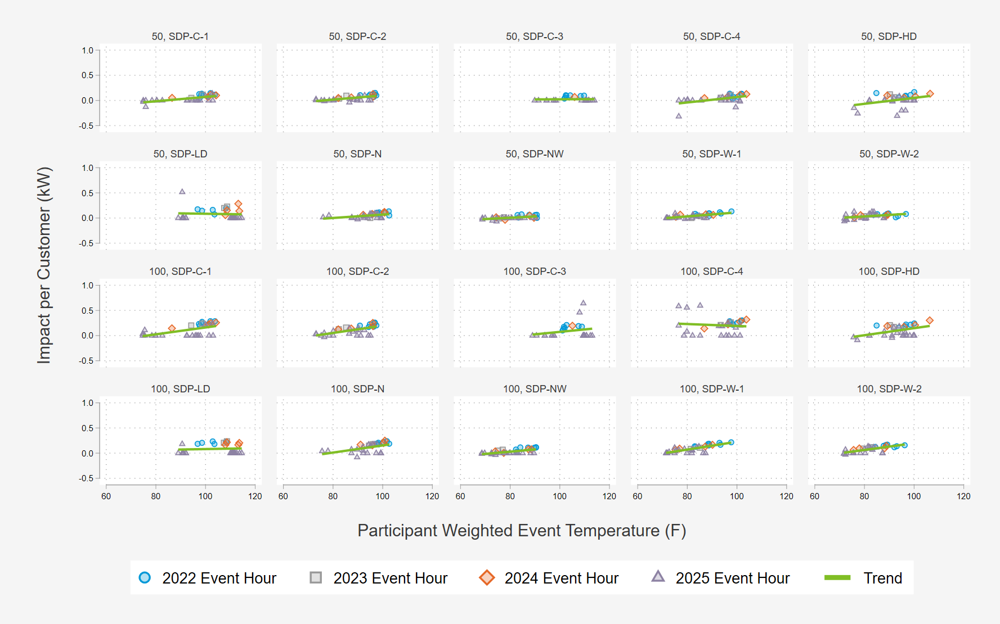 50, SDP-C-1 50, SDP-C-2 50, SDP-C-3 50, SDP-C-4 50, SDP-HD
1.0
0.5
0.0
-0.5
50, SDP-LD 50, SDP-N 50, SDP-NW 50, SDP-W-1 50, SDP-W-2
1.0
0.5
0.0
-0.5
Impact per Customer (kW)
100, SDP-C-1 100, SDP-C-2 100, SDP-C-3 100, SDP-C-4 100, SDP-HD
1.0
0.5
0.0
-0.5
100, SDP-LD 100, SDP-N 100, SDP-NW 100, SDP-W-1 100, SDP-W-2
1.0
0.5
0.0
-0.5
60 80 100 120 60 80 100 120 60 80 100 120 60 80 100 120 60 80 100 120
Participant Weighted Event Temperature (F)
2022 Event Hour 2023 Event Hour 2024 Event Hour 2025 Event Hour Trend